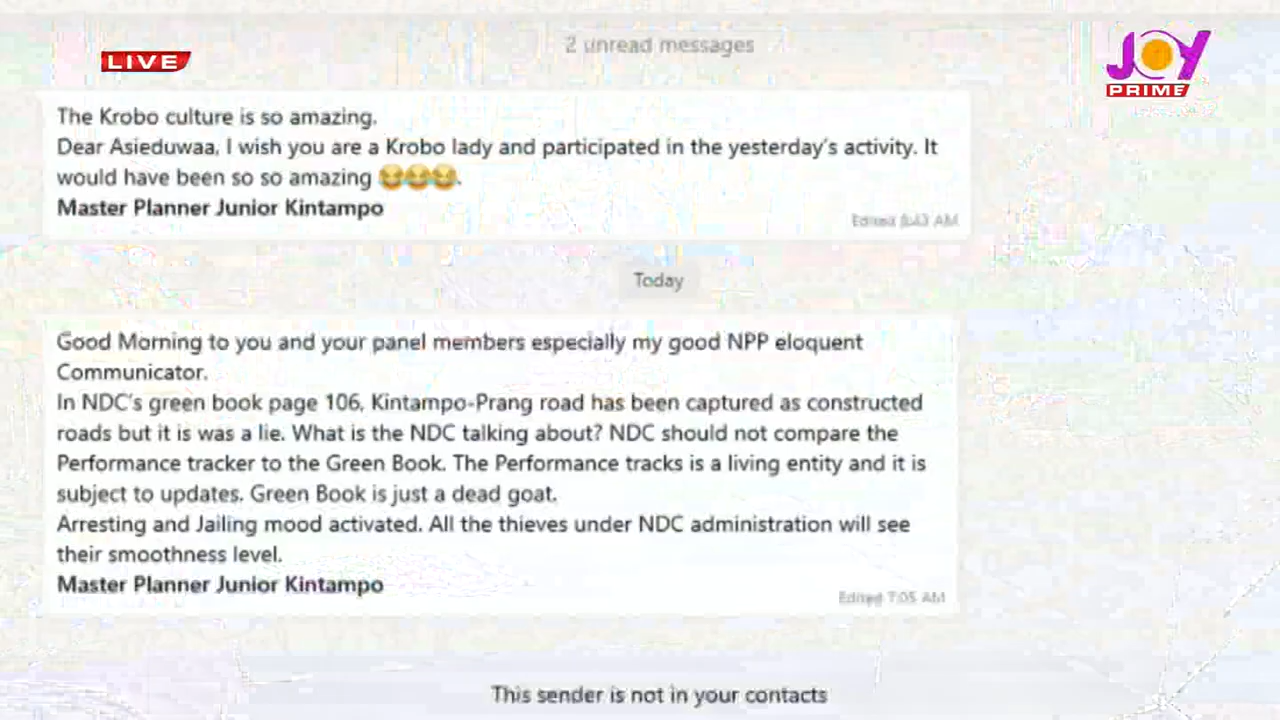 2 unread messages
LIVE
JOY
PRIME
The Krobo culture is so amazing.
Dear Asieduwaa, I wish you are a Krobo lady and participated in the yesterday's activity. It
would have been so so amazing 😆😆😆.
Master Planner Junior Kintampo
Edited 8:43 AM
Today
Good Morning to you and your panel members especially my good NPP eloquent
Communicator.
In NDC's green book page 106, Kintampo-Prang road has been captured as constructed
roads but it is was a lie. What is the NDC talking about? NDC should not compare the
Performance tracker to the Green Book. The Performance tracks is a living entity and it is
subject to updates. Green Book is just a dead goat.
Arresting and Jailing mood activated. All the thieves under NDC administration will see
their smoothness level.
Master Planner Junior Kintampo
Edited 7:05 AM
This sender is not in your contacts